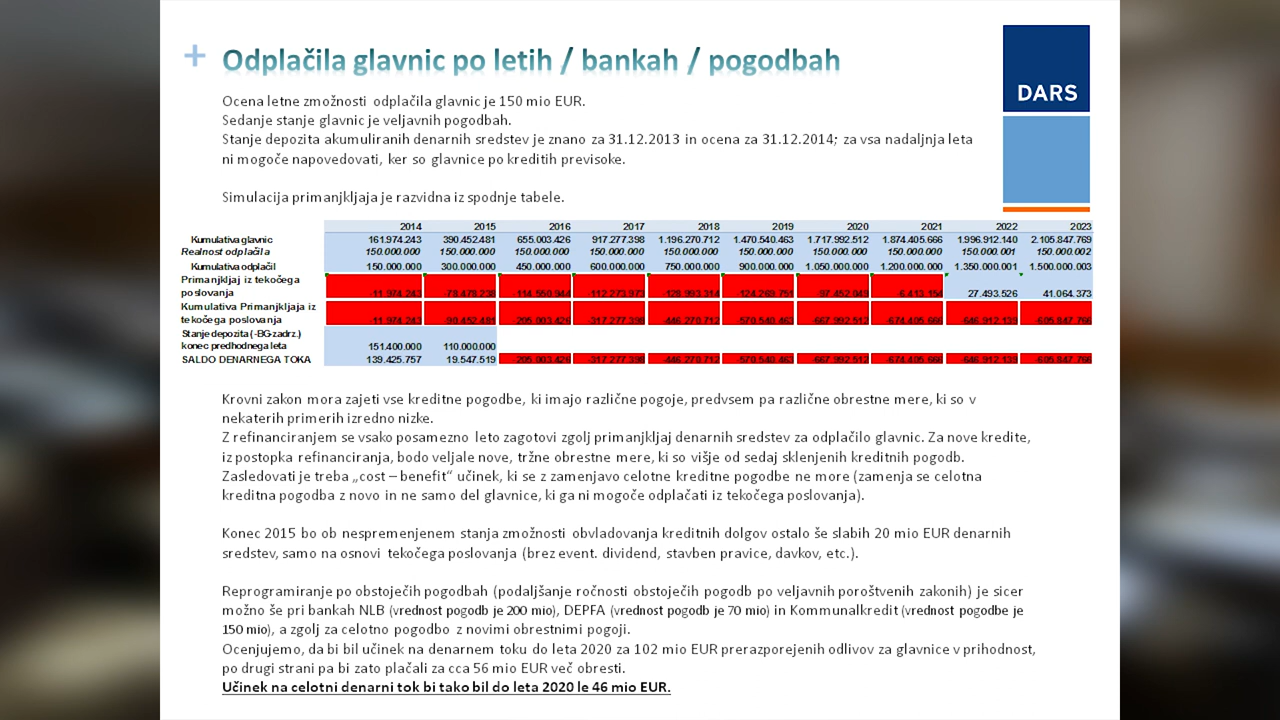 + Odplačila glavnic po letih / bankah / pogodbah
DARS
Ocena letne zmožnosti odplačila glavnic je 150 mio EUR.
Sedanje stanje glavnic je veljavnih pogodbah.
Stanje depozita akumuliranih denarnih sredstev je znano za 31.12.2013 in ocena za 31.12.2014; za vsa nadaljnja leta
ni mogoče napovedovati, ker so glavnice po kreditih previsoke.
Simulacija primanjkljaja je razvidna iz spodnje tabele.
2014 2015 2016 2017 2018 2019 2020 2021 2022 2023
Kumulativa glavnic 161.974.243 390.452.481 655.003.426 917.277.398 1.196.270.712 1.470.540.463 1.717.992.512 1.874.405.666 1.996.912.140 2.105.847.769
Realnost odplačila 150.000.000 150.000.000 150.000.000 150.000.000 150.000.000 150.000.000 150.000.000 150.000.000 150.000.001 150.000.002
Kumulativa odplačil 150.000.000 300.000.000 450.000.000 600.000.000 750.000.000 900.000.000 1.050.000.000 1.200.000.000 1.350.000.001 1.500.000.003
Primanjkljaj iz tekočega
poslovanja -11.974.243 -78.478.238 -114.550.944 -112.273.973 -128.993.314 -124.269.751 -97.452.049 -6.413.154 27.493.526 41.064.373
Kumulativa Primanjkljaja iz
tekočega poslovanja -11.974.243 -90.452.481 -205.003.426 -317.277.398 -446.270.712 -570.540.463 -667.992.512 -674.405.666 -646.912.139 -605.847.766
Stanje depozita (-BG zadrz.)
konec predhodnega leta 151.400.000 110.000.000
SALDO DENARNEGA TOKA 139.425.757 19.547.519 -205.003.426 -317.277.398 -446.270.712 -570.540.463 -667.992.512 -674.405.666 -646.912.139 -605.847.766
Krovni zakon mora zajeti vse kreditne pogodbe, ki imajo različne pogoje, predvsem pa različne obrestne mere, ki so v
nekaterih primerih izredno nizke.
Z refinanciranjem se vsako posamezno leto zagotovi zgolj primanjkljaj denarnih sredstev za odplačilo glavnic. Za nove kredite,
iz postopka refinanciranja, bodo veljale nove, tržne obrestne mere, ki so višje od sedaj sklenjenih kreditnih pogodb.
Zasledovati je treba „cost – benefit“ učinek, ki se z zamenjavo celotne kreditne pogodbe ne more (zamenja se celotna
kreditna pogodba z novo in ne samo del glavnice, ki ga ni mogoče odplačati iz tekočega poslovanja).
Konec 2015 bo ob nespremenjenem stanja zmožnosti obvladovanja kreditnih dolgov ostalo še slabih 20 mio EUR denarnih
sredstev, samo na osnovi tekočega poslovanja (brez event. dividend, stavben pravice, davkov, etc.).
Reprogramiranje po obstoječih pogodbah (podaljšanje ročnosti obstoječih pogodb po veljavnih poroštvenih zakonih) je sicer
možno še pri bankah NLB (vrednost pogodb je 200 mio), DEPFA (vrednost pogodb je 70 mio) in Kommunalkredit (vrednost pogodbe je
150 mio), a zgolj za celotno pogodbo z novimi obrestnimi pogoji.
Ocenjujemo, da bi bil učinek na denarnem toku do leta 2020 za 102 mio EUR prerazporejenih odlivov za glavnice v prihodnost,
po drugi strani pa bi zato plačali za cca 56 mio EUR več obresti.
Učinek na celotni denarni tok bi tako bil do leta 2020 le 46 mio EUR.